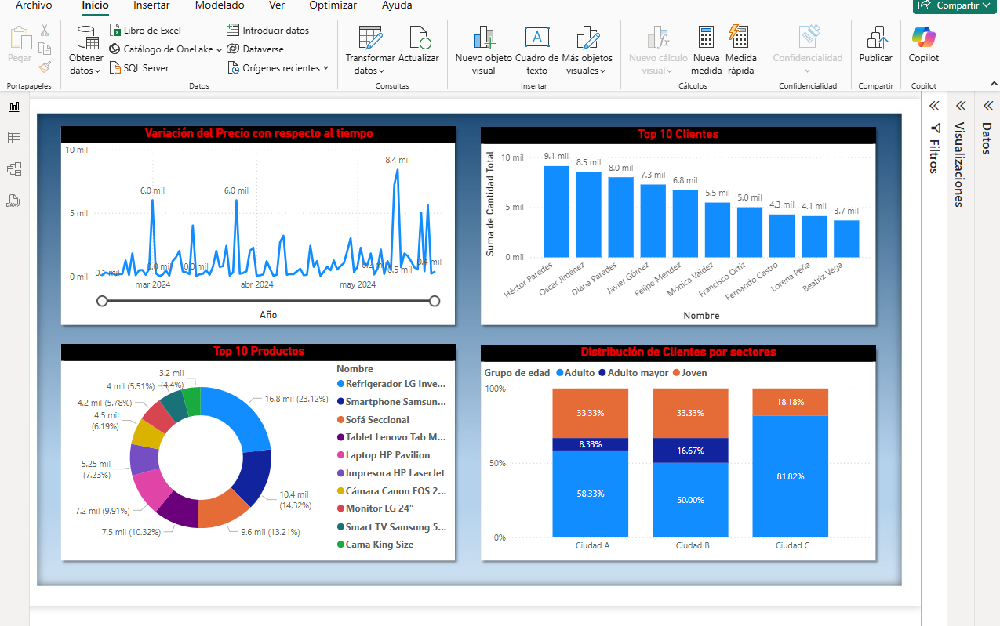 Archivo Inicio Insertar Modelado Ver Optimizar Ayuda
Compartir
Pegar
Portapapeles
Obtener datos
Libro de Excel
Catálogo de OneLake
SQL Server
Introducir datos
Dataverse
Orígenes recientes
Datos
Transformar datos
Actualizar
Consultas
Nuevo objeto visual
Cuadro de texto
Más objetos visuales
Insertar
Nuevo cálculo visual
Nueva medida
Medida rápida
Cálculos
Confidencialidad
Confidencialidad
Publicar
Compartir
Copilot
Copilot
DAX
Filtros
Visualizaciones
Datos
Variación del Precio con respecto al tiempo
10 mil
5 mil
0 mil
0.1 mil
6.0 mil
0.0 mil
0.0 mil
6.0 mil
8.4 mil
0.2 mil
0.5 mil
0.4 mil
mar 2024
abr 2024
may 2024
Año
Top 10 Clientes
Suma de Cantidad Total
10 mil
5 mil
0 mil
9.1 mil
8.5 mil
8.0 mil
7.3 mil
6.8 mil
5.5 mil
5.0 mil
4.3 mil
4.1 mil
3.7 mil
Héctor Paredes
Oscar Jiménez
Diana Paredes
Javier Gómez
Felipe Mendez
Mónica Valdez
Francisco Ortiz
Fernando Castro
Lorena Peña
Beatriz Vega
Nombre
Top 10 Productos
16.8 mil (23.12%)
10.4 mil
(14.32%)
9.6 mil (13.21%)
7.5 mil (10.32%)
7.2 mil (9.91%)
5.25 mil
(7.23%)
4.5 mil
(6.19%)
4.2 mil (5.78%)
4 mil (5.51%)
3.2 mil
(4.4%)
Nombre
Refrigerador LG Inve...
Smartphone Samsun...
Sofá Seccional
Tablet Lenovo Tab M...
Laptop HP Pavilion
Impresora HP LaserJet
Cámara Canon EOS 2...
Monitor LG 24”
Smart TV Samsung 5...
Cama King Size
Distribución de Clientes por sectores
Grupo de edad Adulto Adulto mayor Joven
100%
50%
0%
33.33%
8.33%
58.33%
33.33%
16.67%
50.00%
18.18%
81.82%
Ciudad A
Ciudad B
Ciudad C